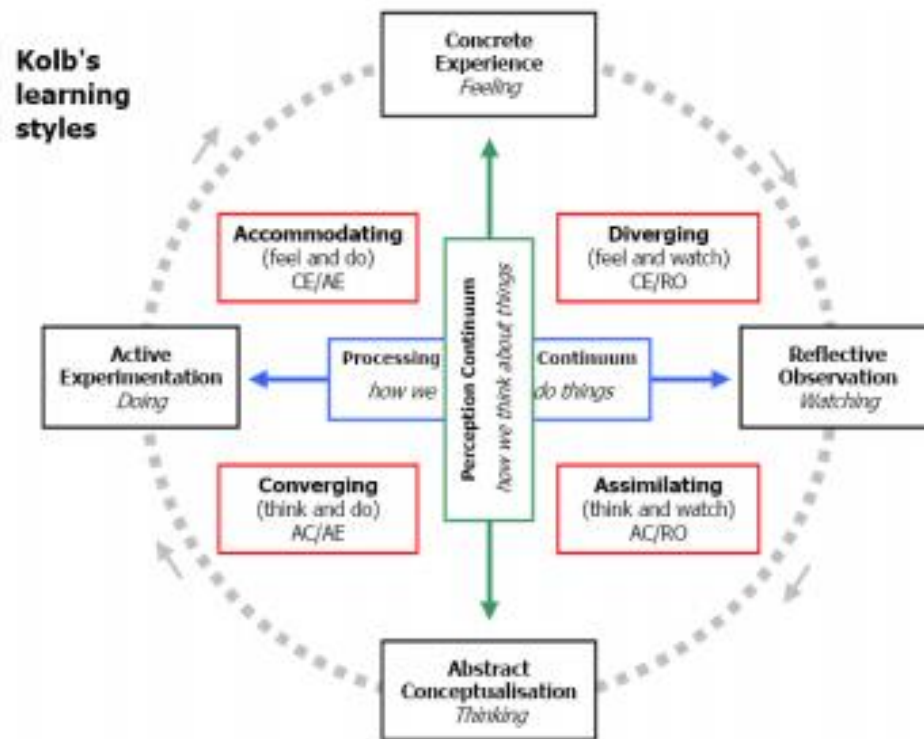 Kolb's
learning
styles
Concrete
Experience
Feeling
Accommodating
(feel and do)
CE/AE
Diverging
(feel and watch)
CE/RO
Active
Experimentation
Doing
Processing Continuum
how we do things
Perception Continuum
how we think about things
Reflective
Observation
Watching
Converging
(think and do)
AC/AE
Assimilating
(think and watch)
AC/RO
Abstract
Conceptualisation
Thinking